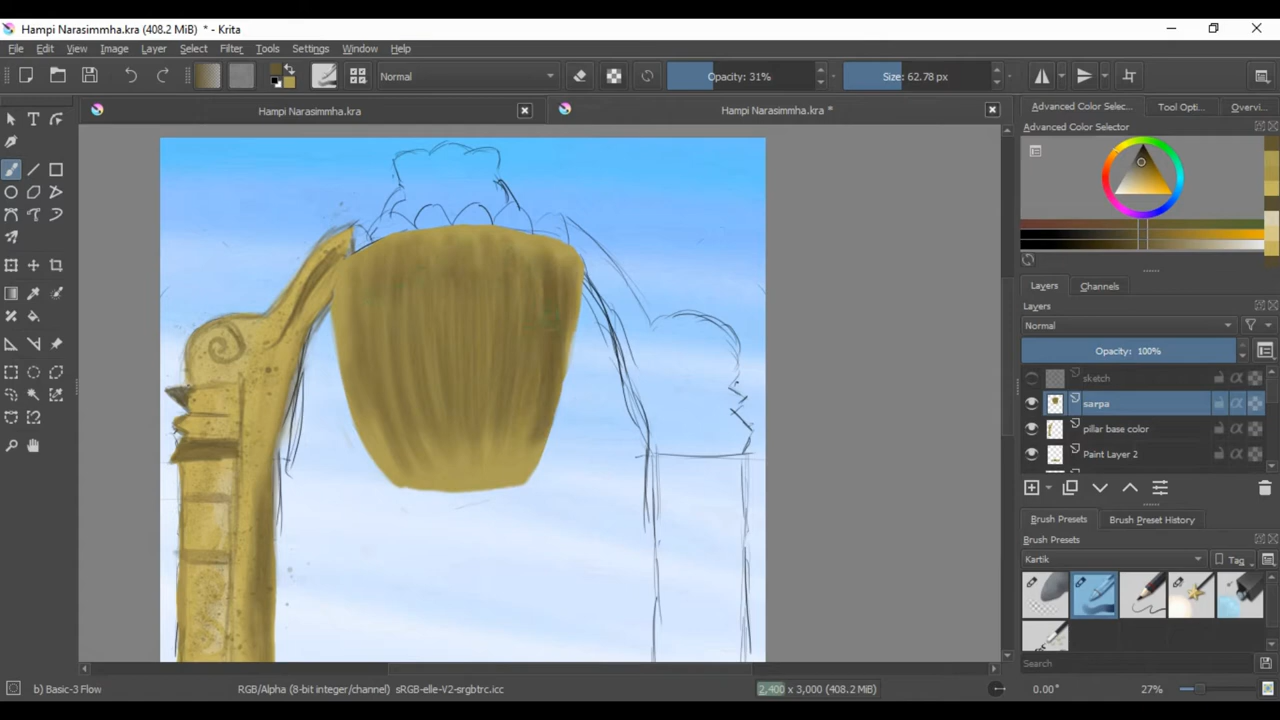 Hampi Narasimmha.kra (408.2 MiB) * - Krita
File Edit View Image Layer Select Filter Tools Settings Window Help
Normal Opacity: 31% Size: 62.78 px
Hampi Narasimmha.kra Hampi Narasimmha.kra *
Advanced Color Selec... Tool Opti... Overvi...
Advanced Color Selector
Layers Channels
Layers
Normal
Opacity: 100%
sketch
sarpa
pillar base color
Paint Layer 2
Brush Presets Brush Preset History
Brush Presets
Kartik Tag
Search
b) Basic-3 Flow RGB/Alpha (8-bit integer/channel) sRGB-elle-V2-srgbtrc.icc 2,400 x 3,000 (408.2 MiB) 0.00° 27%